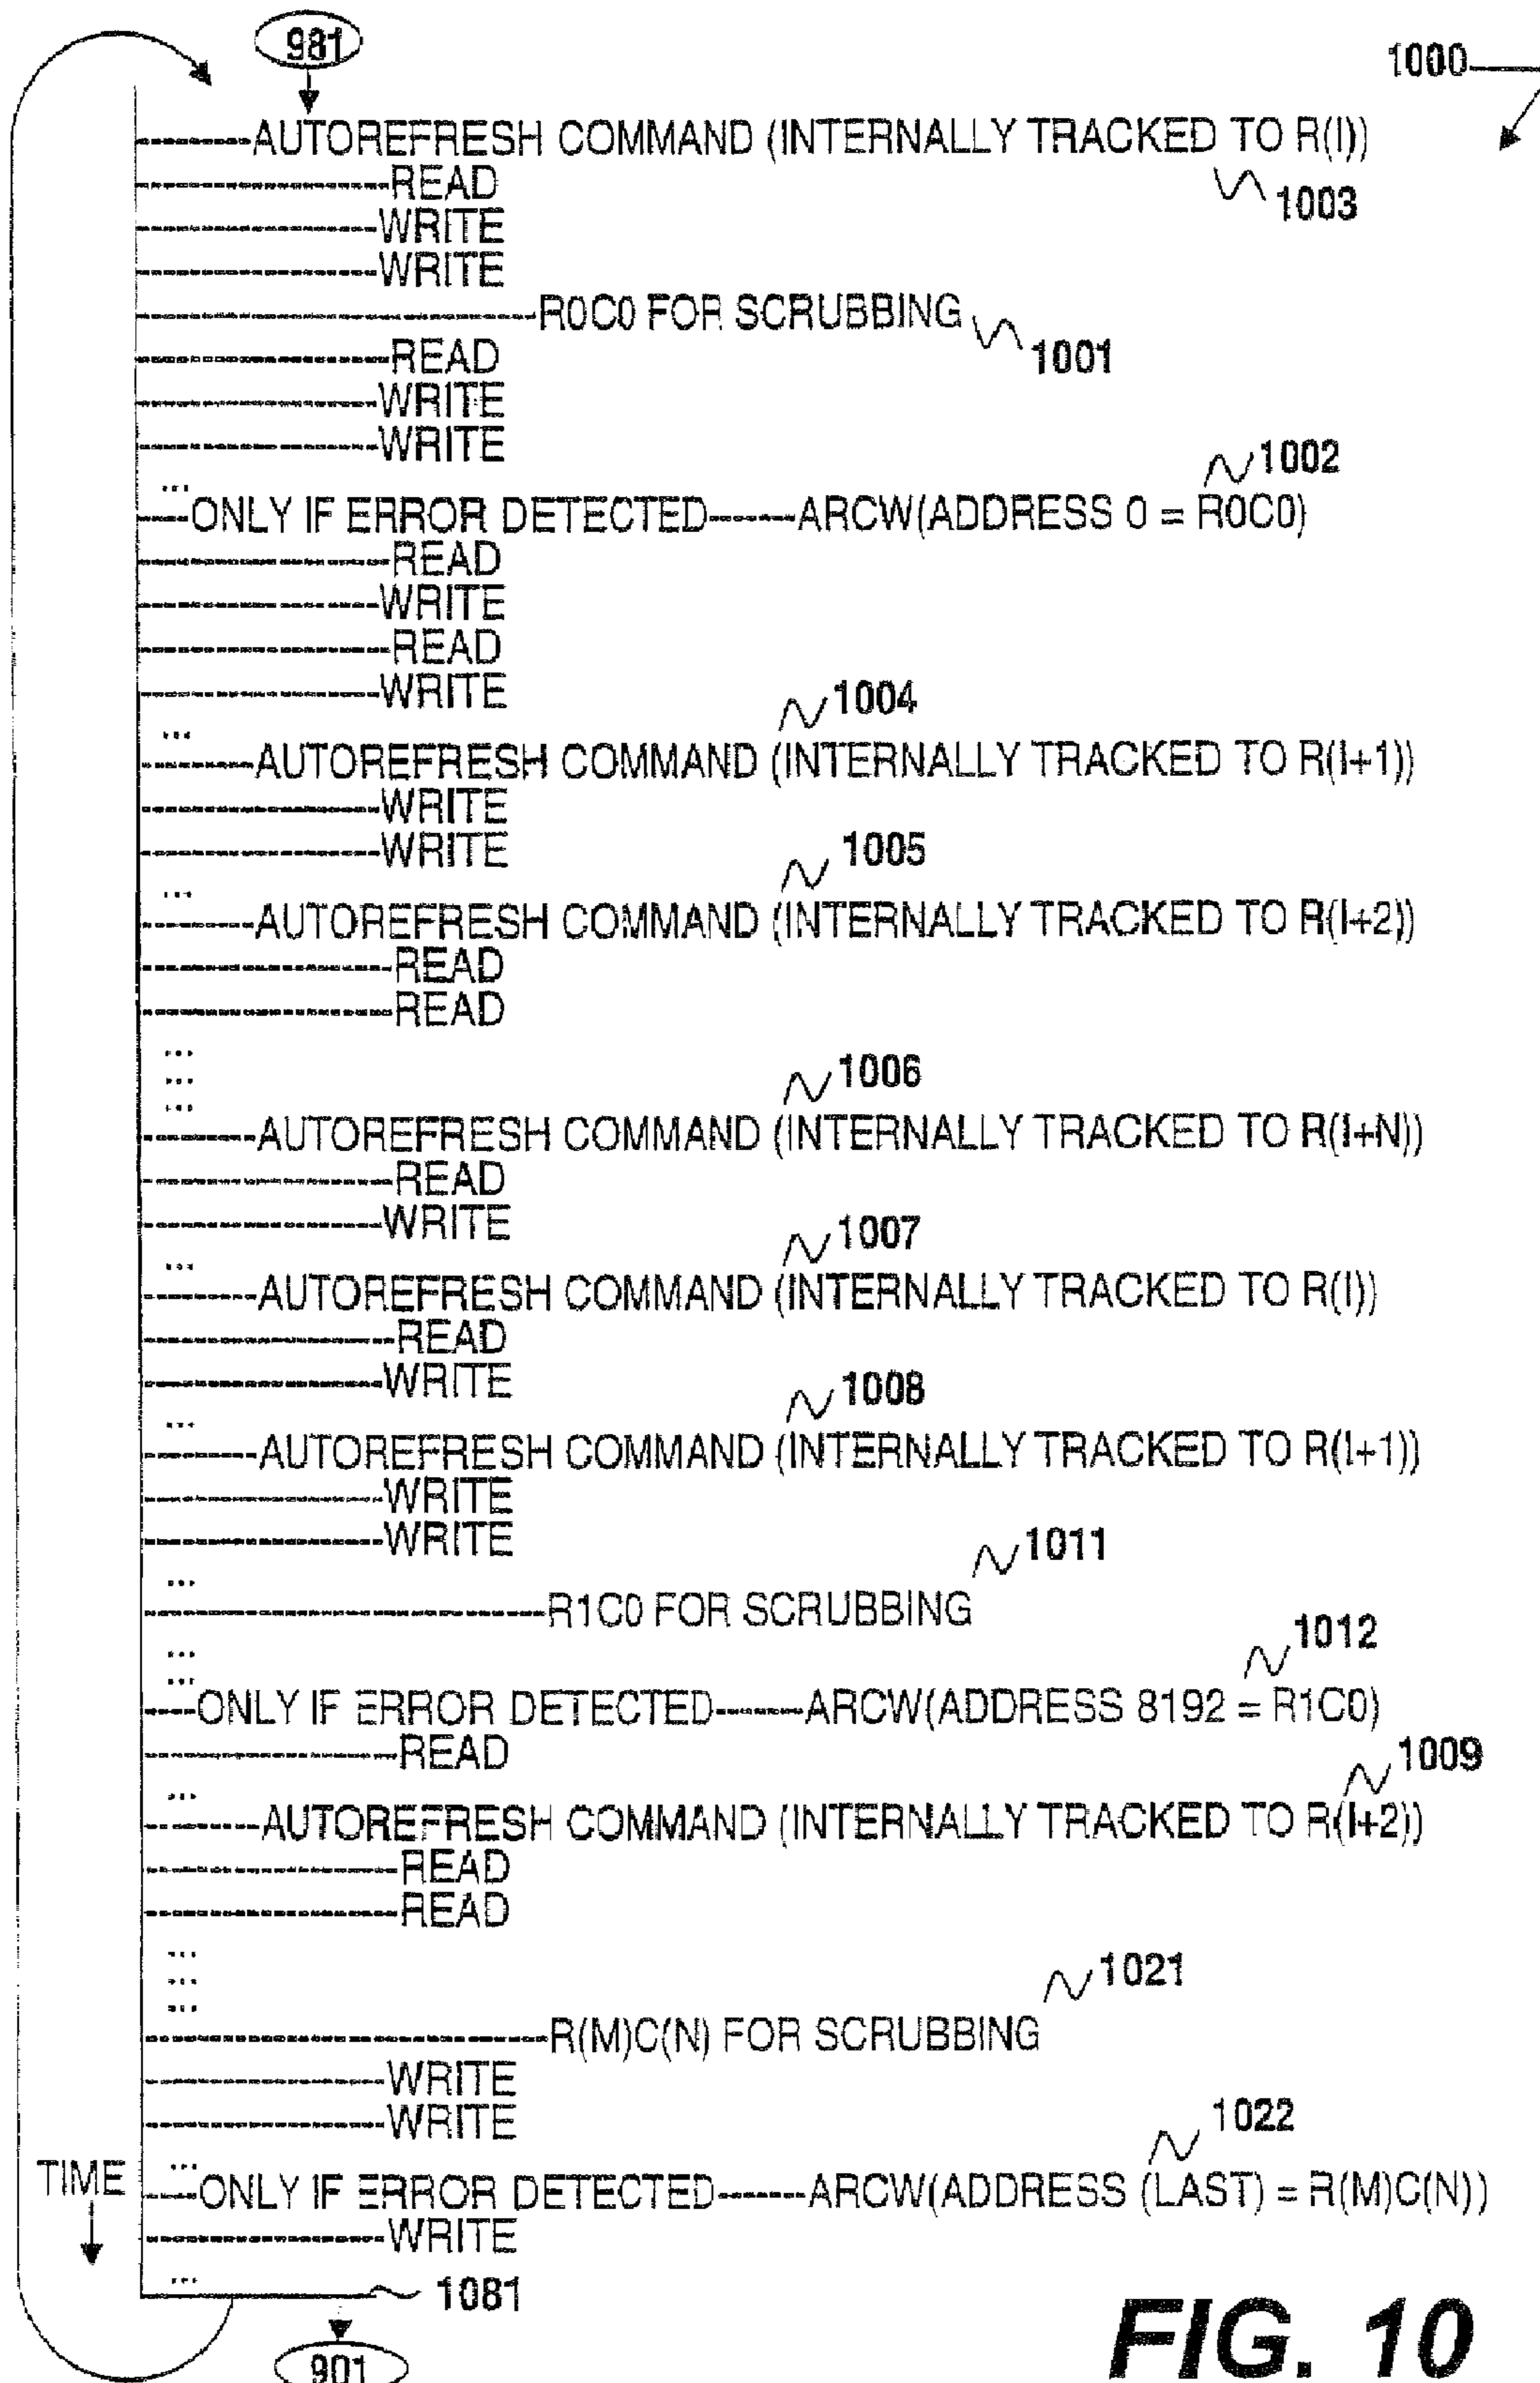 981
1000
AUTOREFRESH COMMAND (INTERNALLY TRACKED TO R(I))
READ
1003
WRITE
WRITE
R0C0 FOR SCRUBBING
1001
READ
WRITE
WRITE
1002
...
ONLY IF ERROR DETECTED------ARCW(ADDRESS 0 = R0C0)
READ
WRITE
READ
WRITE
1004
...
AUTOREFRESH COMMAND (INTERNALLY TRACKED TO R(I+1))
WRITE
WRITE
1005
...
AUTOREFRESH COMMAND (INTERNALLY TRACKED TO R(I+2))
READ
READ
...
...
1006
...
AUTOREFRESH COMMAND (INTERNALLY TRACKED TO R(I+N))
READ
WRITE
1007
...
AUTOREFRESH COMMAND (INTERNALLY TRACKED TO R(I))
READ
WRITE
1008
...
AUTOREFRESH COMMAND (INTERNALLY TRACKED TO R(I+1))
WRITE
WRITE
1011
...
R1C0 FOR SCRUBBING
...
1012
...
ONLY IF ERROR DETECTED------ARCW(ADDRESS 8192 = R1C0)
READ
1009
...
AUTOREFRESH COMMAND (INTERNALLY TRACKED TO R(I+2))
READ
READ
...
...
1021
...
R(M)C(N) FOR SCRUBBING
WRITE
WRITE
1022
TIME
...
ONLY IF ERROR DETECTED------ARCW(ADDRESS (LAST) = R(M)C(N))
WRITE
...
1081
901
FIG. 10